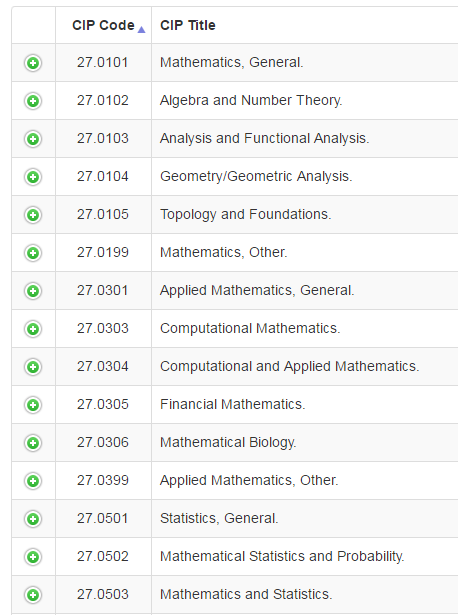 CIP Code CIP Title
27.0101 Mathematics, General.
27.0102 Algebra and Number Theory.
27.0103 Analysis and Functional Analysis.
27.0104 Geometry/Geometric Analysis.
27.0105 Topology and Foundations.
27.0199 Mathematics, Other.
27.0301 Applied Mathematics, General.
27.0303 Computational Mathematics.
27.0304 Computational and Applied Mathematics.
27.0305 Financial Mathematics.
27.0306 Mathematical Biology.
27.0399 Applied Mathematics, Other.
27.0501 Statistics, General.
27.0502 Mathematical Statistics and Probability.
27.0503 Mathematics and Statistics.